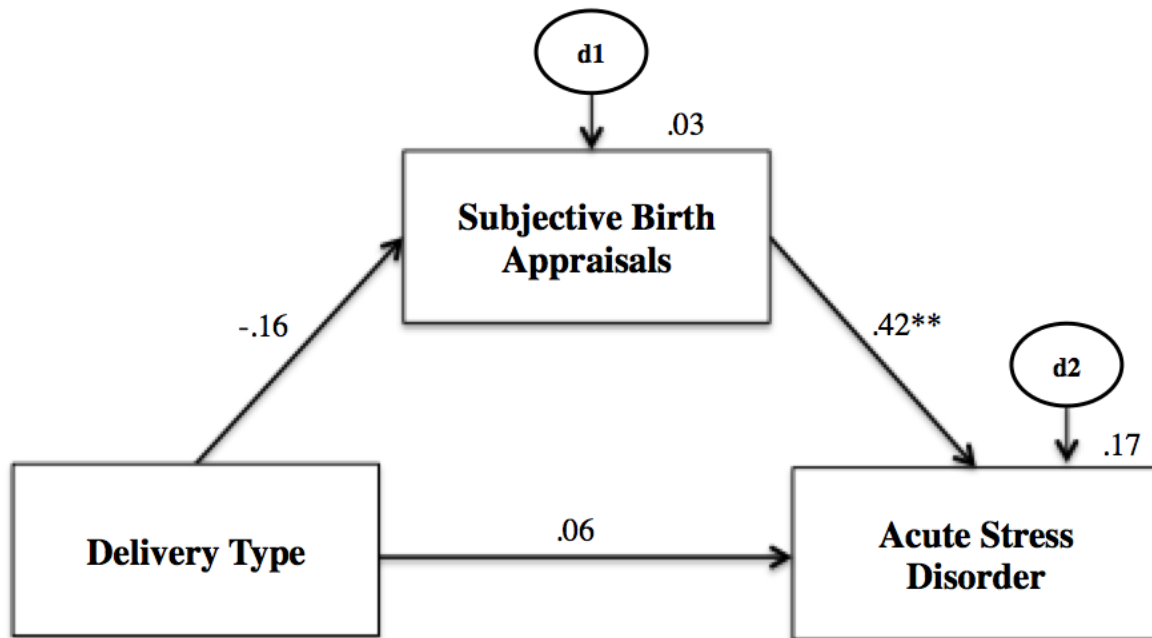 d1
.03
Subjective Birth
Appraisals
-.16
.42**
d2
.17
Delivery Type
.06
Acute Stress
Disorder